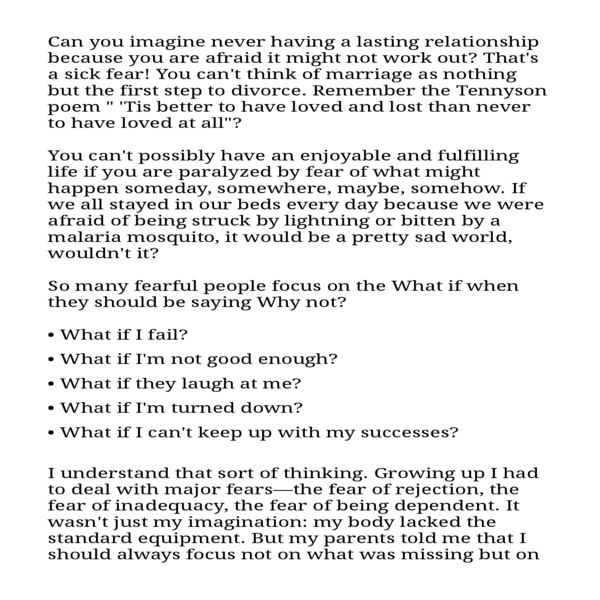 Can you imagine never having a lasting relationship
because you are afraid it might not work out? That's
a sick fear! You can't think of marriage as nothing
but the first step to divorce. Remember the Tennyson
poem " 'Tis better to have loved and lost than never
to have loved at all"?
You can't possibly have an enjoyable and fulfilling
life if you are paralyzed by fear of what might
happen someday, somewhere, maybe, somehow. If
we all stayed in our beds every day because we were
afraid of being struck by lightning or bitten by a
malaria mosquito, it would be a pretty sad world,
wouldn't it?
So many fearful people focus on the What if when
they should be saying Why not?
• What if I fail?
• What if I'm not good enough?
• What if they laugh at me?
• What if I'm turned down?
• What if I can't keep up with my successes?
I understand that sort of thinking. Growing up I had
to deal with major fears—the fear of rejection, the
fear of inadequacy, the fear of being dependent. It
wasn't just my imagination: my body lacked the
standard equipment. But my parents told me that I
should always focus not on what was missing but on